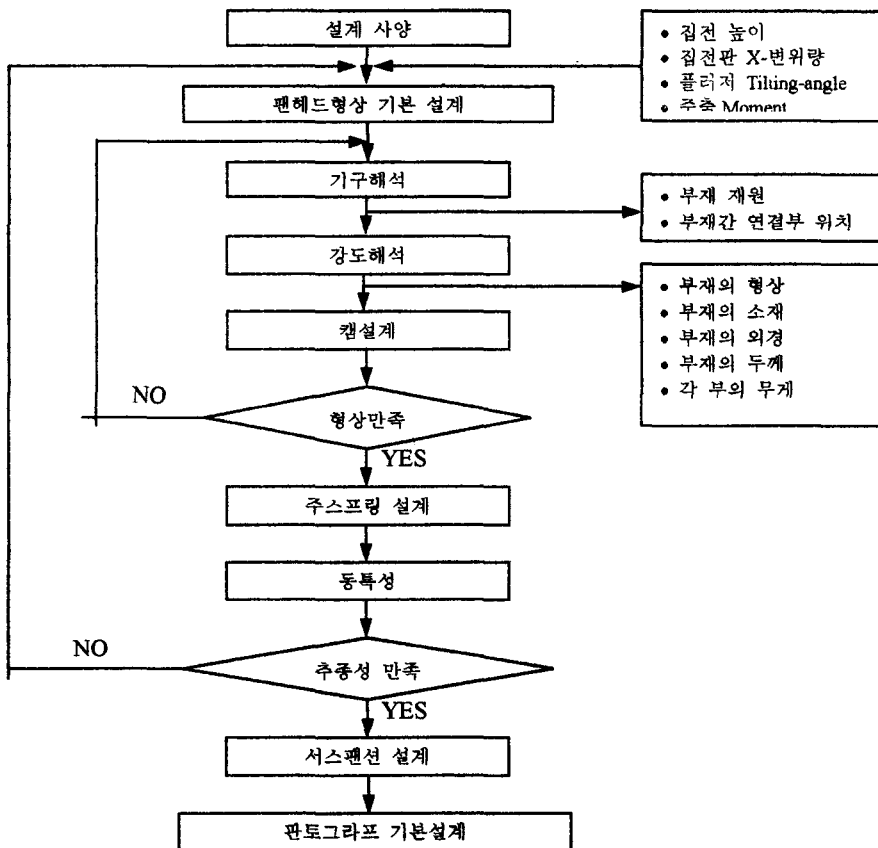 설계 사양
• 집전 높이
• 집전판 X-변위량
• 플러저 Tilting-angle
• 주축 Moment
팬헤드형상 기본 설계
기구해석
• 부재 재원
• 부재간 연결부 위치
강도해석
• 부재의 형상
• 부재의 소재
• 부재의 외경
• 부재의 두께
• 각 부의 무게
캠설계
NO
형상만족
YES
주스프링 설계
동특성
NO
추종성 만족
YES
서스팬션 설계
판토그라프 기본설계